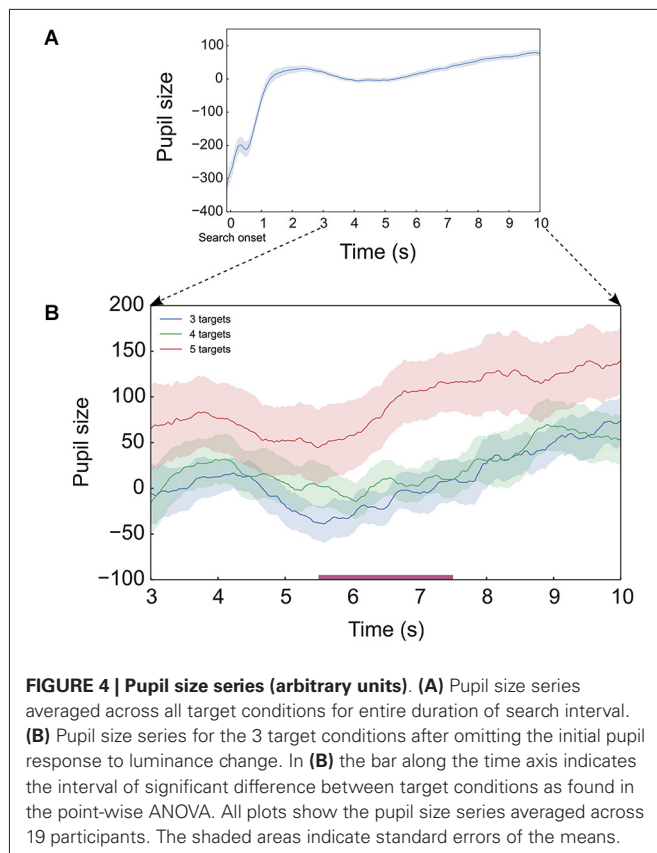 A
100
0
−100
−200
−300
−400
Pupil size
0 1 2 3 4 5 6 7 8 9 10
Search onset
Time (s)
B
200
150
100
50
0
−50
−100
Pupil size
3 targets
4 targets
5 targets
3 4 5 6 7 8 9 10
Time (s)
FIGURE 4 | Pupil size series (arbitrary units). (A) Pupil size series
averaged across all target conditions for entire duration of search interval.
(B) Pupil size series for the 3 target conditions after omitting the initial pupil
response to luminance change. In (B) the bar along the time axis indicates
the interval of significant difference between target conditions as found in
the point-wise ANOVA. All plots show the pupil size series averaged across
19 participants. The shaded areas indicate standard errors of the means.